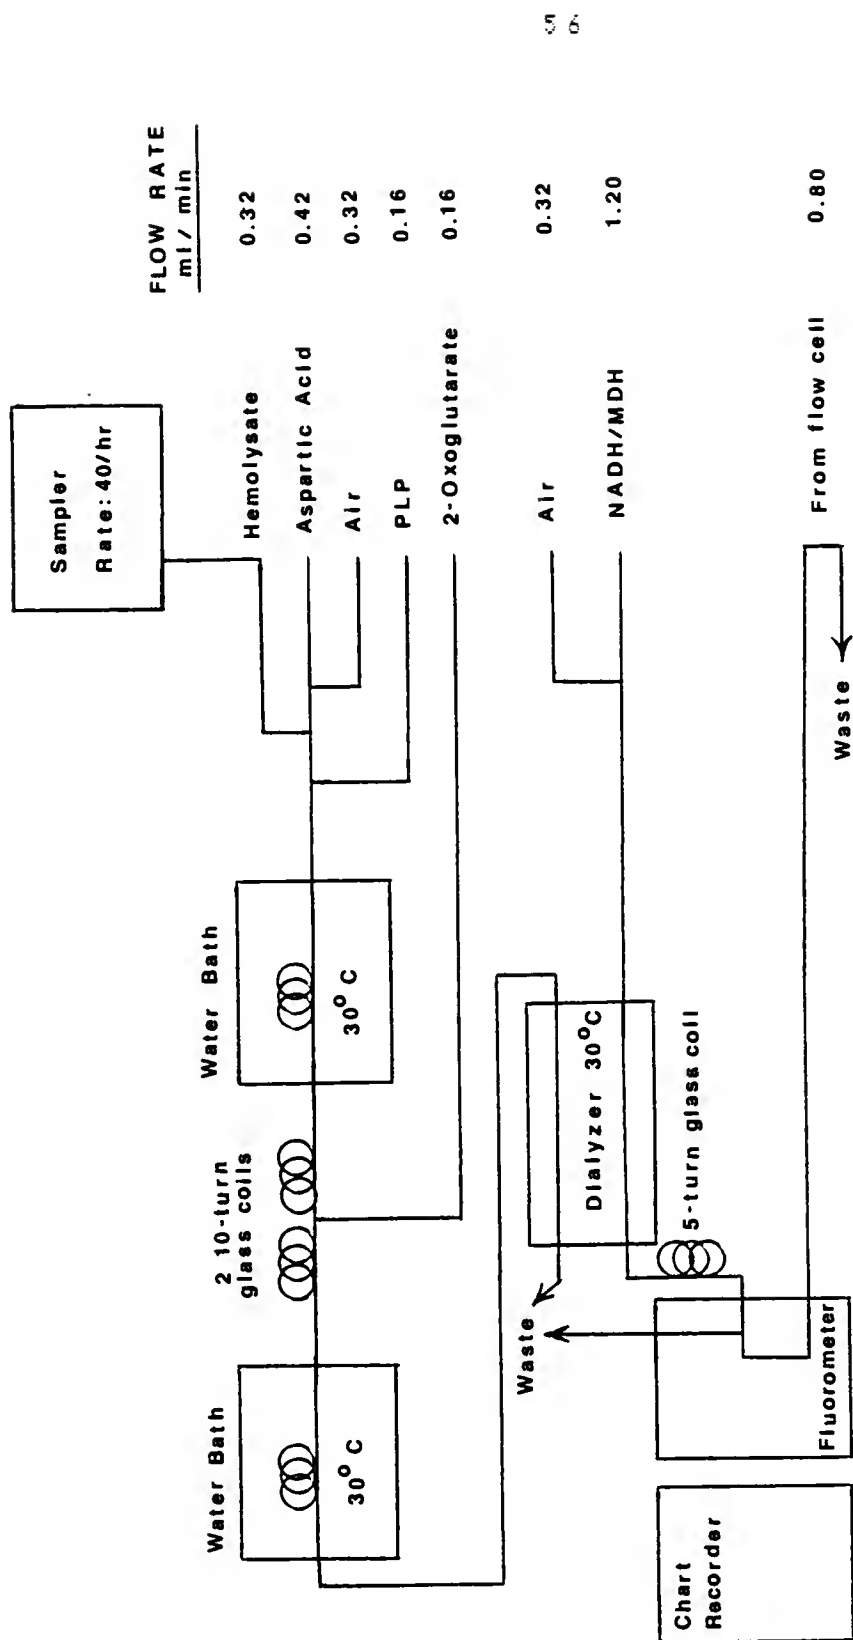 56
FLOW RATE
ml/ min
Sampler
Rate: 40/hr
Hemolysate 0.32
Aspartic Acid 0.42
Air 0.32
PLP 0.16
2-Oxoglutarate 0.16
Air 0.32
NADH/MDH 1.20
From flow cell 0.80
Waste
Water Bath
30°C
2 10-turn
glass coils
Water Bath
30°C
Dialyzer 30°C
5-turn glass coil
Waste
Fluorometer
Chart
Recorder